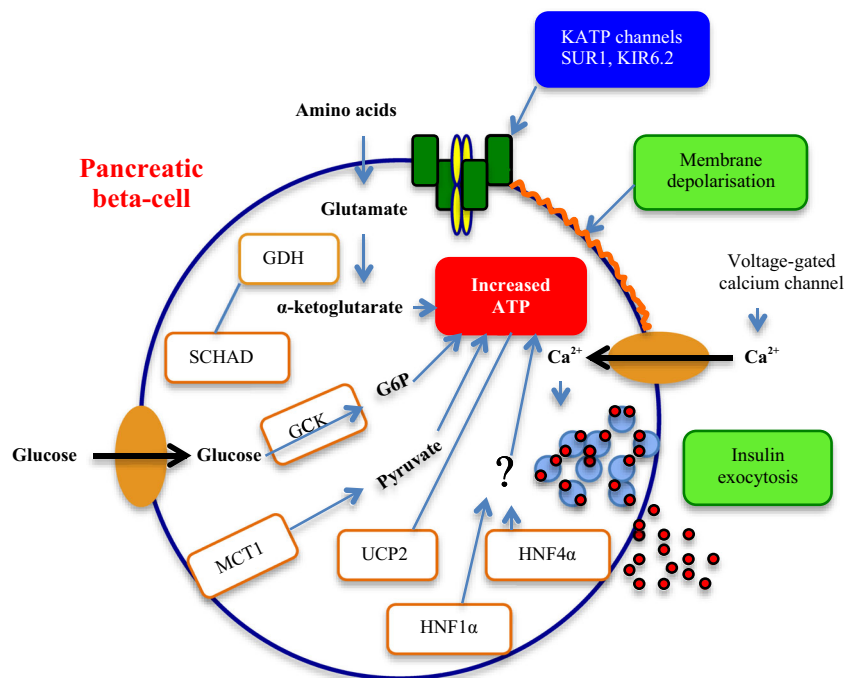 KATP channels
SUR1, KIR6.2
Amino acids
Pancreatic
beta-cell
Membrane
depolarisation
Glutamate
GDH
Voltage-gated
calcium channel
α-ketoglutarate
Increased
ATP
SCHAD
Ca²⁺
Ca²⁺
G6P
GCK
Glucose
Glucose
Pyruvate
?
Insulin
exocytosis
MCT1
UCP2
HNF4α
HNF1α